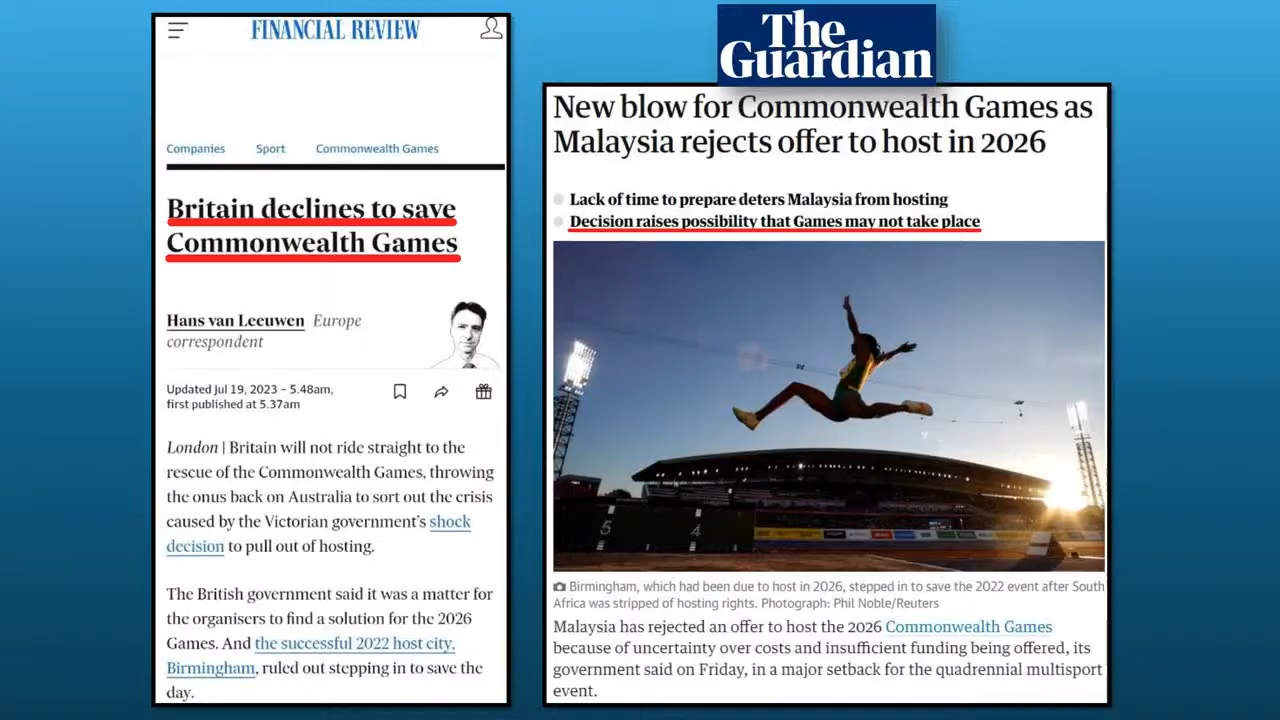 FINANCIAL REVIEW
Companies Sport Commonwealth Games
Britain declines to save
Commonwealth Games
Hans van Leeuwen Europe
correspondent
Updated Jul 19, 2023 – 5.48am,
first published at 5.37am
London | Britain will not ride straight to the
rescue of the Commonwealth Games, throwing
the onus back on Australia to sort out the crisis
caused by the Victorian government's shock
decision to pull out of hosting.
The British government said it was a matter for
the organisers to find a solution for the 2026
Games. And the successful 2022 host city,
Birmingham, ruled out stepping in to save the
day.
The
Guardian
New blow for Commonwealth Games as
Malaysia rejects offer to host in 2026
Lack of time to prepare deters Malaysia from hosting
Decision raises possibility that Games may not take place
5 4
Birmingham, which had been due to host in 2026, stepped in to save the 2022 event after South
Africa was stripped of hosting rights. Photograph: Phil Noble/Reuters
Malaysia has rejected an offer to host the 2026 Commonwealth Games
because of uncertainty over costs and insufficient funding being offered, its
government said on Friday, in a major setback for the quadrennial multisport
event.